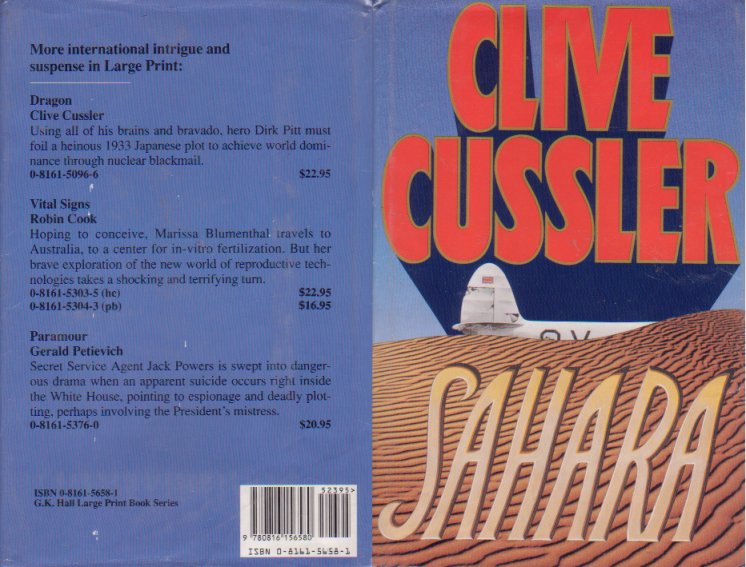 More international intrigue and
suspense in Large Print:
Dragon
Clive Cussler
Using all of his brains and bravado, hero Dirk Pitt must
foil a heinous 1933 Japanese plot to achieve world domi-
nance through nuclear blackmail.
0-8161-5096-6 $22.95
Vital Signs
Robin Cook
Hoping to conceive, Marissa Blumenthal travels to
Australia, to a center for in-vitro fertilization. But her
brave exploration of the new world of reproductive tech-
nologies takes a shocking and terrifying turn.
0-8161-5303-5 (hc) $22.95
0-8161-5304-3 (pb) $16.95
Paramour
Gerald Petievich
Secret Service Agent Jack Powers is swept into danger-
ous drama when an apparent suicide occurs right inside
the White House, pointing to espionage and deadly plot-
ting, perhaps involving the President's mistress.
0-8161-5376-0 $20.95
ISBN 0-8161-5658-1
G.K. Hall Large Print Book Series
52395>
9 780816 156580
ISBN 0-8161-5658-1
CLIVE
CUSSLER
SAHARA